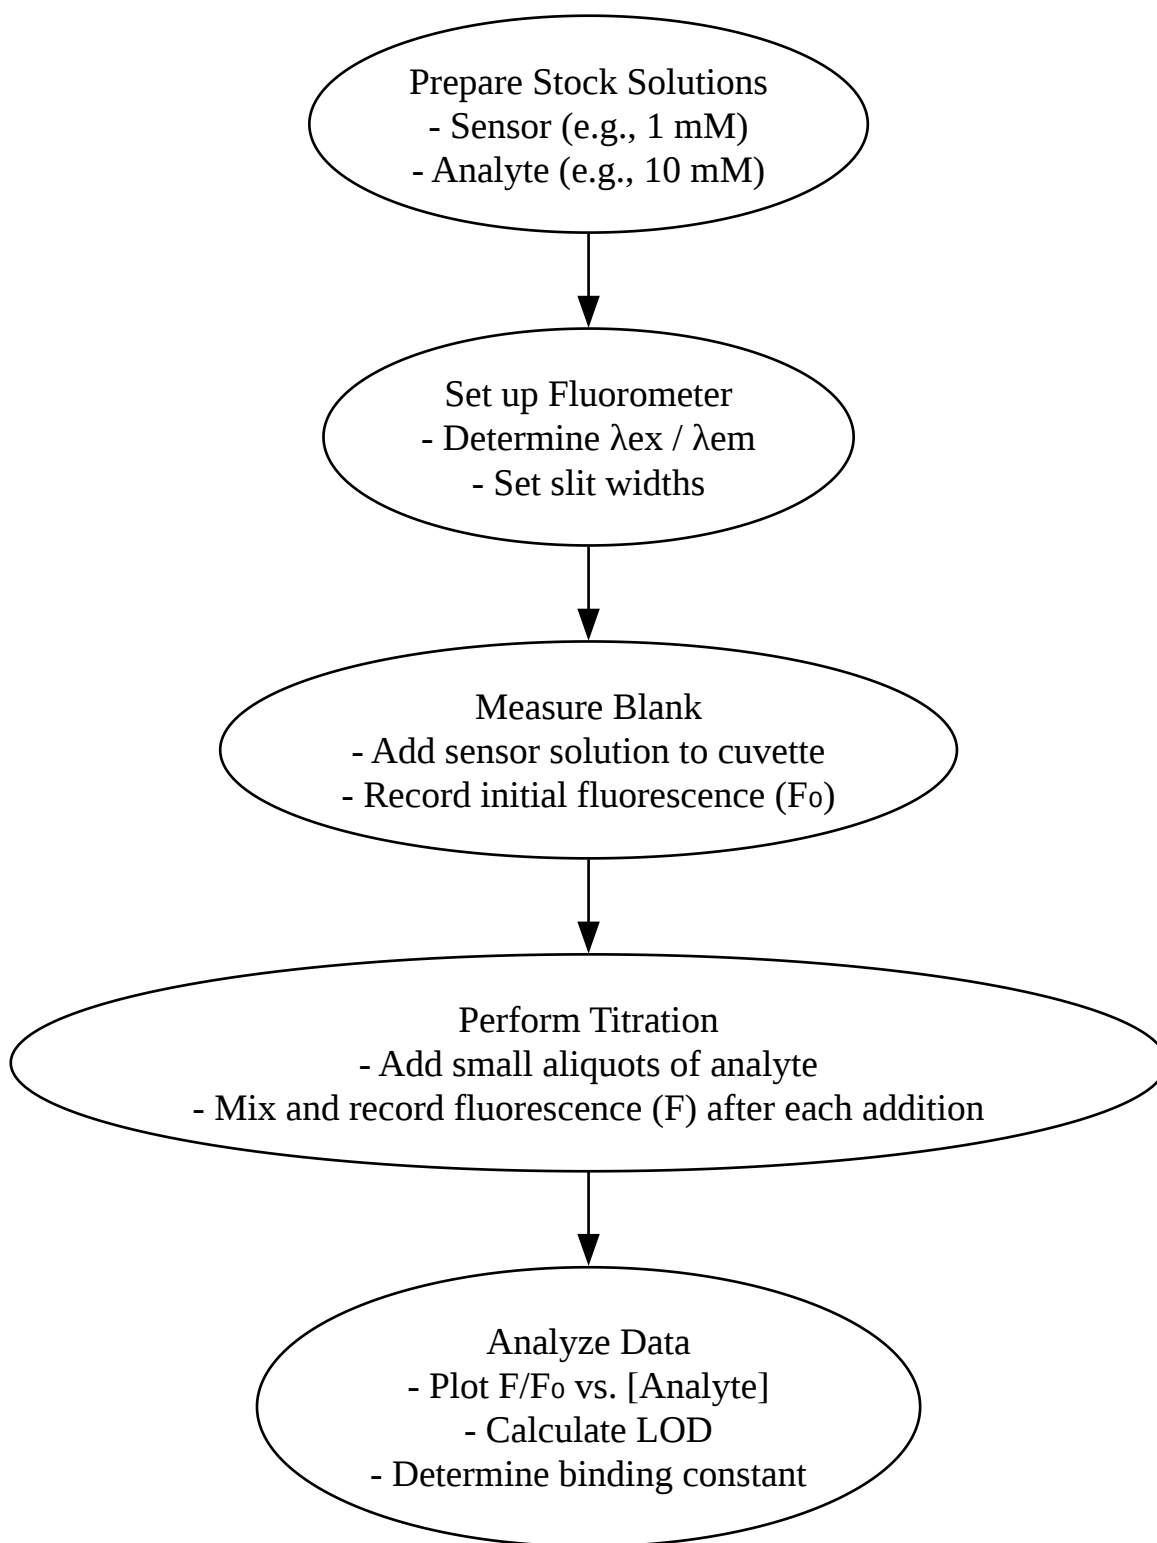 Prepare Stock Solutions
- Sensor (e.g., 1 mM)
- Analyte (e.g., 10 mM)
Set up Fluorometer
- Determine λex / λem
- Set slit widths
Measure Blank
- Add sensor solution to cuvette
- Record initial fluorescence (F₀)
Perform Titration
- Add small aliquots of analyte
- Mix and record fluorescence (F) after each addition
Analyze Data
- Plot F/F₀ vs. [Analyte]
- Calculate LOD
- Determine binding constant